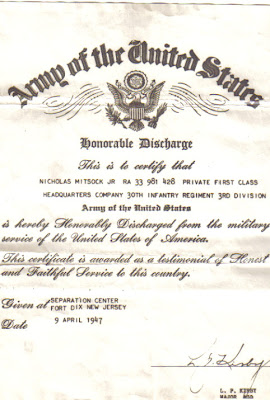 Army of the United States
Honorable Discharge
This is to certify that
NICHOLAS MITSOCK JR RA 33 981 428 PRIVATE FIRST CLASS
HEADQUARTERS COMPANY 30TH INFANTRY REGIMENT 3RD DIVISION
Army of the United States
is hereby Honorably Discharged from the military
service of the United States of America.
This certificate is awarded as a testimonial of Honest
and Faithful Service to this country.
Given at SEPARATION CENTER
FORT DIX NEW JERSEY
Date 9 APRIL 1947
L. P. KIRBY
MAJOR AGD